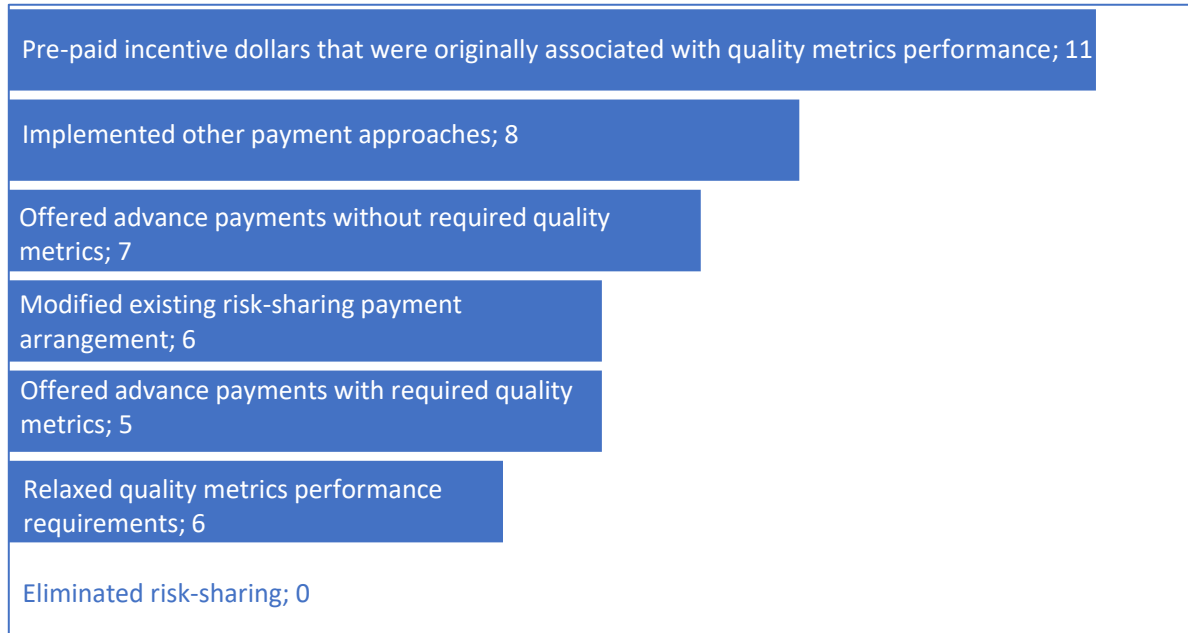 Pre-paid incentive dollars that were originally associated with quality metrics performance; 11
Implemented other payment approaches; 8
Offered advance payments without required quality
metrics; 7
Modified existing risk-sharing payment
arrangement; 6
Offered advance payments with required quality
metrics; 5
Relaxed quality metrics performance
requirements; 6
Eliminated risk-sharing; 0